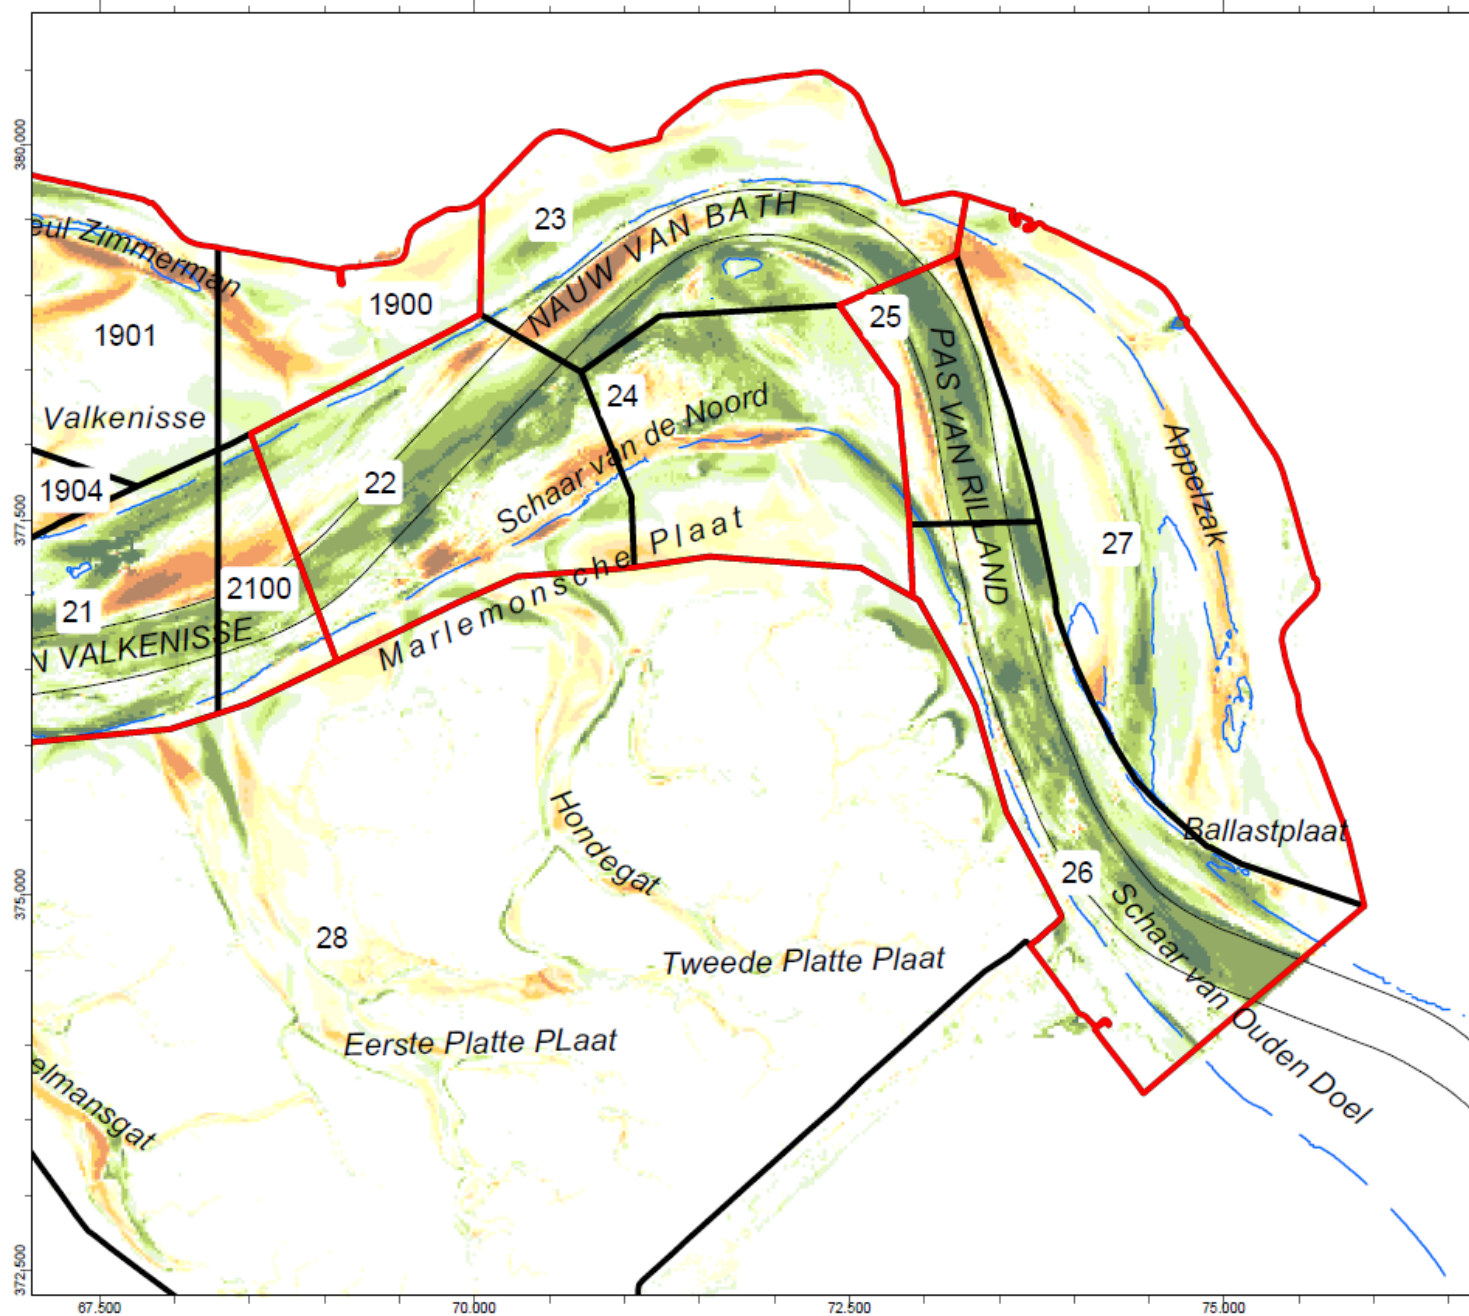 380.000
377.500
375.000
372.500
67.500
70.000
72.500
75.000
eul Zimmerman
23
NAUW VAN BATH
1900
1901
25
PAS VAN RILLAND
Valkenisse
24
Schaar van de Noord
Appelzak
1904
22
27
2100
21
N VALKENISSE
Marlemonsche Plaat
Hondegat
Ballastplaat
26
Schaar van Ouden Doel
28
Tweede Platte Plaat
Eerste Platte PLaat
elmansgat